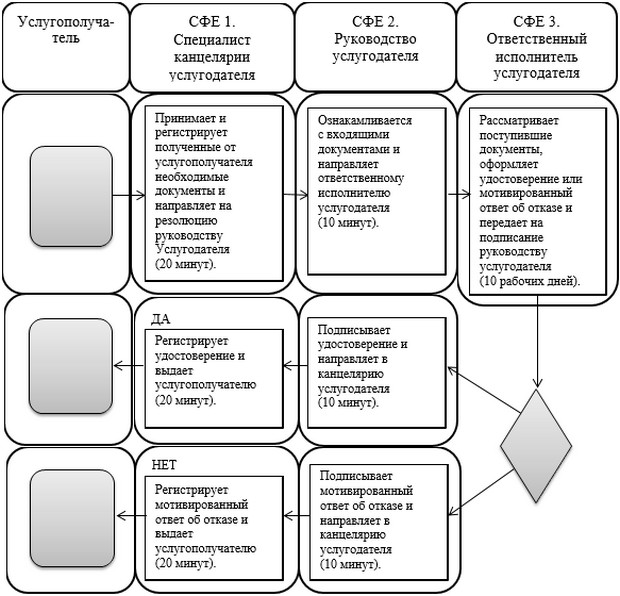 Услугополуча-
тель
СФЕ 1.
Специалист
канцелярии
услугодателя
СФЕ 2.
Руководство
услугодателя
СФЕ 3.
Ответственный
исполнитель
услугодателя
Принимает и
регистрирует
полученные от
услугополучателя
необходимые
документы и
направляет на
резолюцию
руководству
Услугодателя
(20 минут).
Ознакамливается
с входящими
документами и
направляет
ответственному
исполнителю
услугодателя
(10 минут).
Рассматривает
поступившие
документы,
оформляет
удостоверение или
мотивированный
ответ об отказе и
передает на
подписание
руководству
услугодателя
(10 рабочих дней).
ДА
Регистрирует
удостоверение и
выдает
услугополучателю
(20 минут).
Подписывает
удостоверение и
направляет в
канцелярию
услугодателя
(10 минут).
НЕТ
Регистрирует
мотивированный
ответ об отказе и
выдает
услугополучателю
(20 минут).
Подписывает
мотивированный
ответ об отказе и
направляет в
канцелярию
услугодателя
(10 минут).